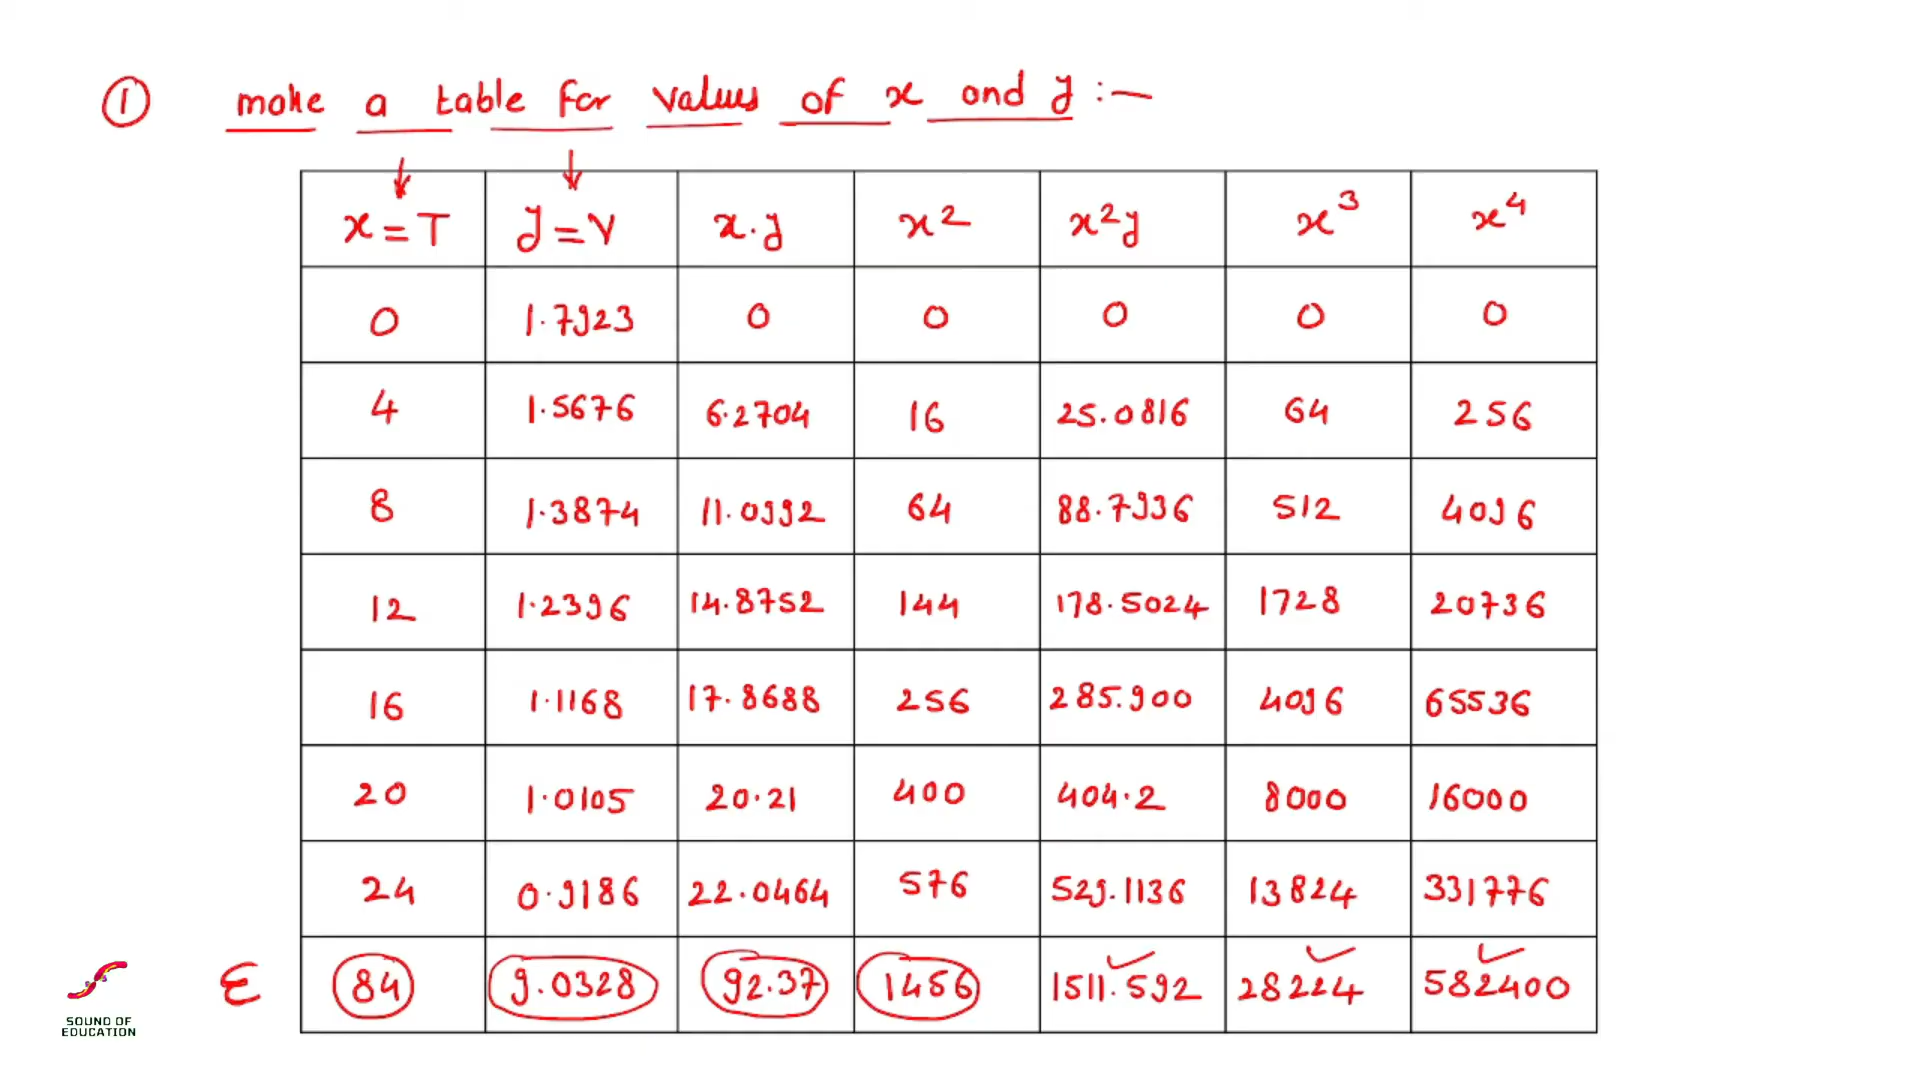 ① make a table for values of x and y :-
x = T y = V x.y x² x²y x³ x⁴
0 1.7923 0 0 0 0 0
4 1.5676 6.2704 16 25.0816 64 256
8 1.3874 11.0992 64 88.7936 512 4096
12 1.2396 14.8752 144 178.5024 1728 20736
16 1.1168 17.8688 256 285.900 4096 65536
20 1.0105 20.21 400 404.2 8000 16000
24 0.9186 22.0464 576 529.1136 13824 331776
Σ 84 9.0328 92.37 1456 1511.592 28224 582400
SOUND OF
EDUCATION